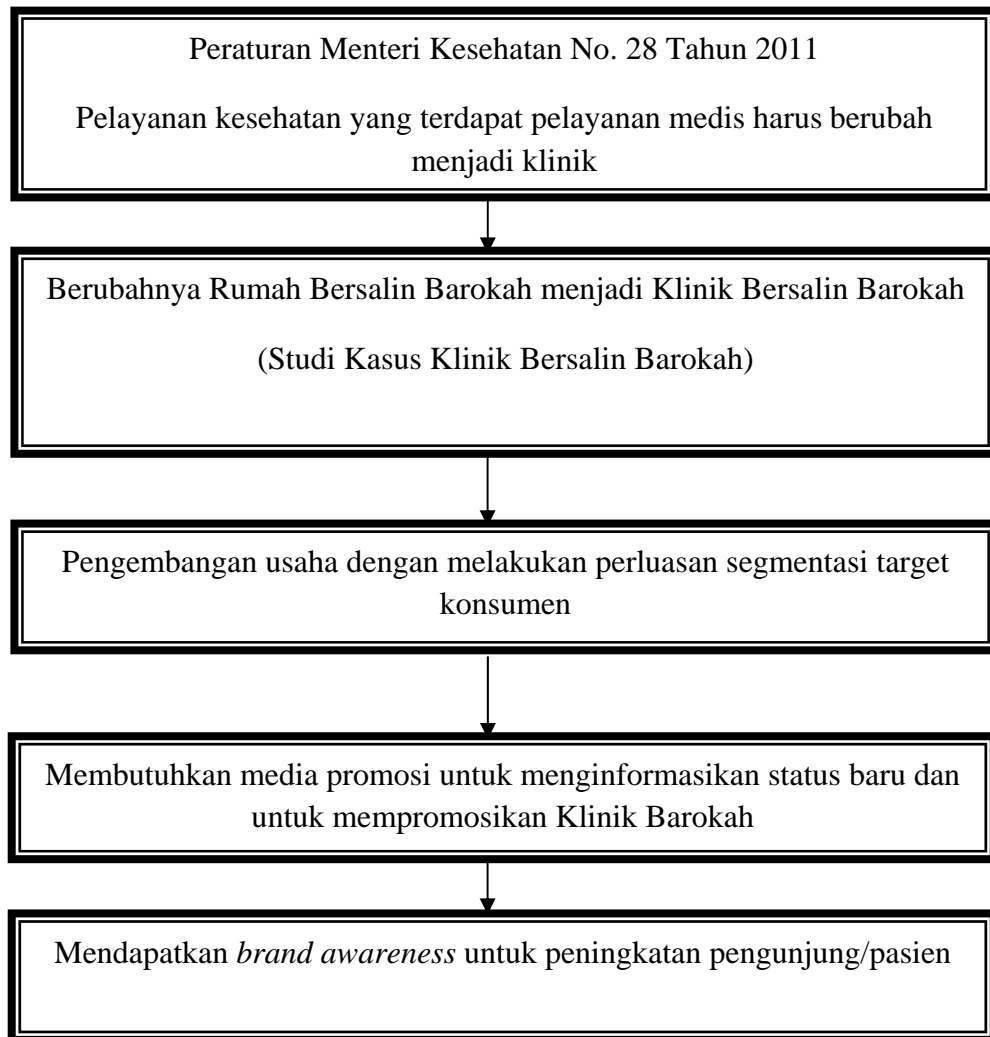 Peraturan Menteri Kesehatan No. 28 Tahun 2011
Pelayanan kesehatan yang terdapat pelayanan medis harus berubah
menjadi klinik
Berubahnya Rumah Bersalin Barokah menjadi Klinik Bersalin Barokah
(Studi Kasus Klinik Bersalin Barokah)
Pengembangan usaha dengan melakukan perluasan segmentasi target
konsumen
Membutuhkan media promosi untuk menginformasikan status baru dan
untuk mempromosikan Klinik Barokah
Mendapatkan brand awareness untuk peningkatan pengunjung/pasien